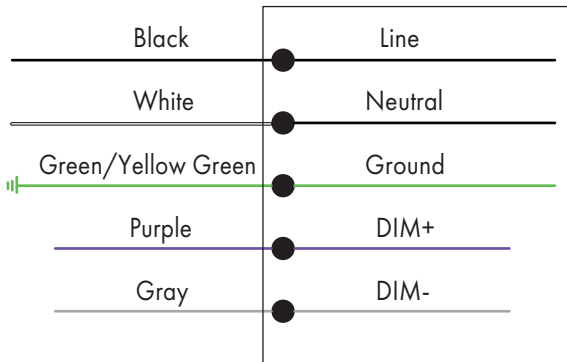 Black Line
White Neutral
Green/Yellow Green Ground
Purple DIM+
Gray DIM-